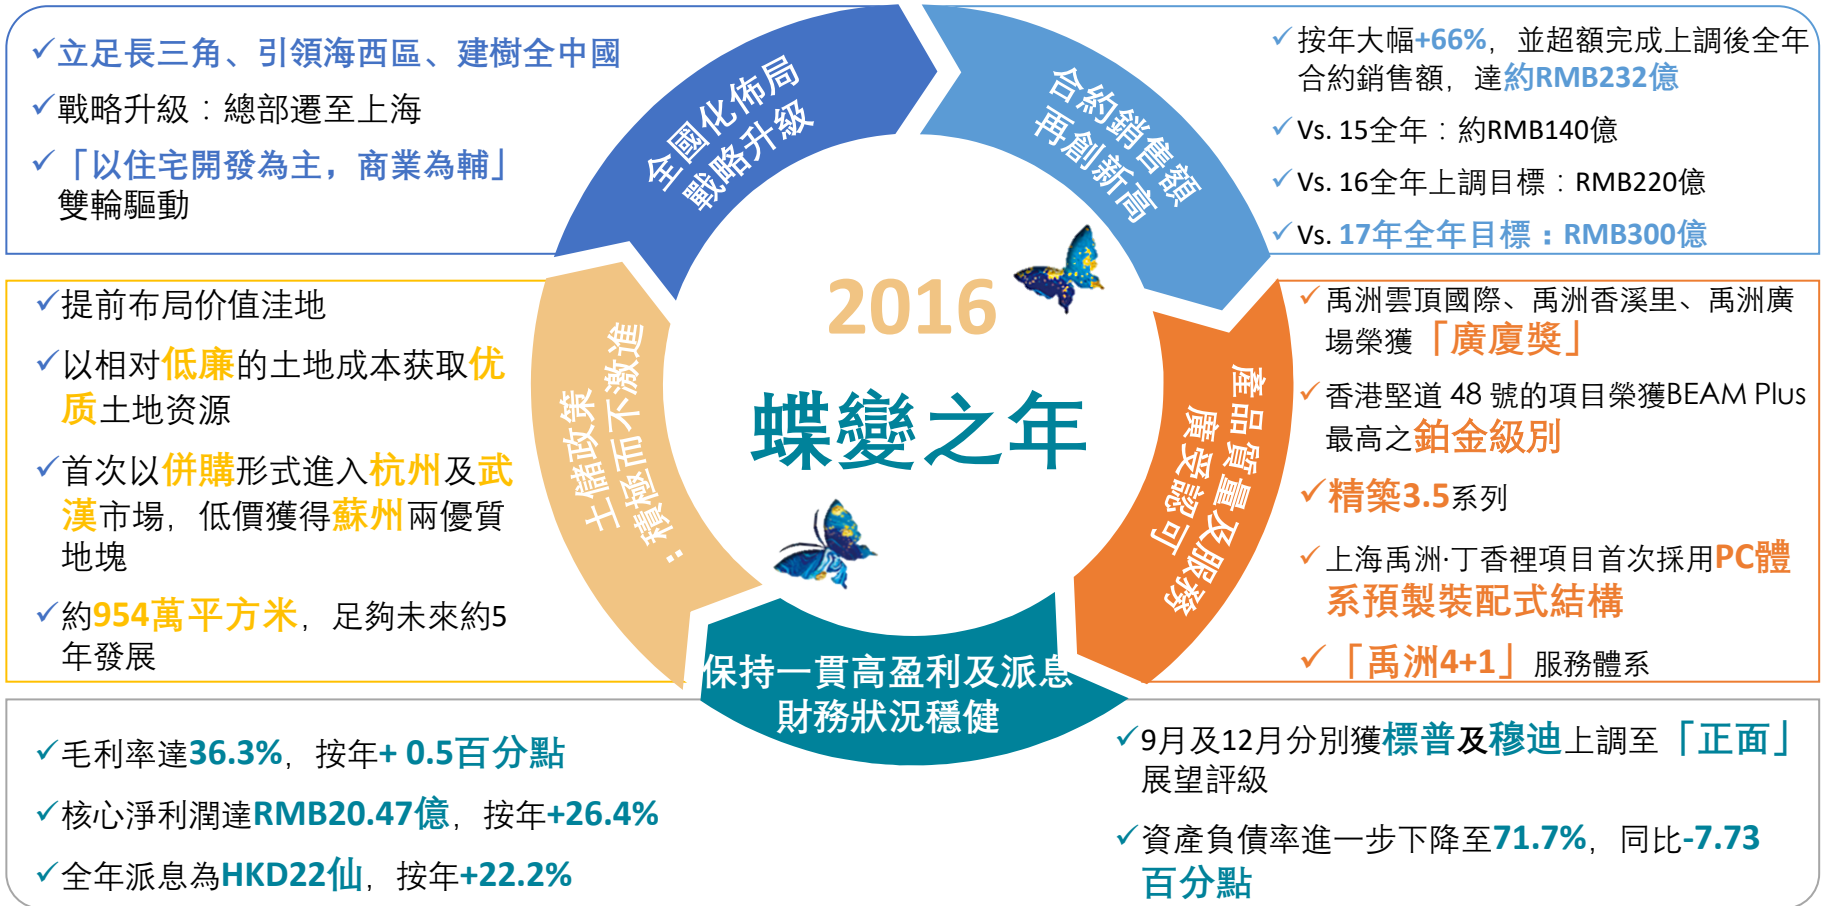 ✓立足長三角、引領海西區、建樹全中國
✓戰略升級：總部遷至上海
✓「以住宅開發為主，商業為輔」
雙輪驅動
全國化佈局
戰略升級
合約銷售額
再創新高
✓按年大幅+66%，並超額完成上調後全年
合約銷售額，達約RMB232億
✓Vs. 15全年：約RMB140億
✓Vs. 16全年上調目標：RMB220億
✓Vs. 17年全年目標：RMB300億
✓提前布局价值洼地
✓以相对低廉的土地成本获取优
质土地资源
✓首次以併購形式進入杭州及武
漢市場，低價獲得蘇州兩優質
地塊
✓約954萬平方米，足夠未來約5
年發展
土儲政策
積極而不激進：
2016
蝶變之年
産品質量及服務
廣受認可
✓禹洲雲頂國際、禹洲香溪里、禹洲廣
場榮獲「廣廈獎」
✓香港堅道 48 號的項目榮獲BEAM Plus
最高之鉑金級別
✓精築3.5系列
✓上海禹洲·丁香裡項目首次採用PC體
系預製裝配式結構
✓「禹洲4+1」服務體系
保持一貫高盈利及派息
財務狀況穩健
✓毛利率達36.3%，按年+ 0.5百分點
✓核心淨利潤達RMB20.47億，按年+26.4%
✓全年派息為HKD22仙，按年+22.2%
✓9月及12月分別獲標普及穆迪上調至「正面」
展望評級
✓資產負債率進一步下降至71.7%，同比-7.73
百分點